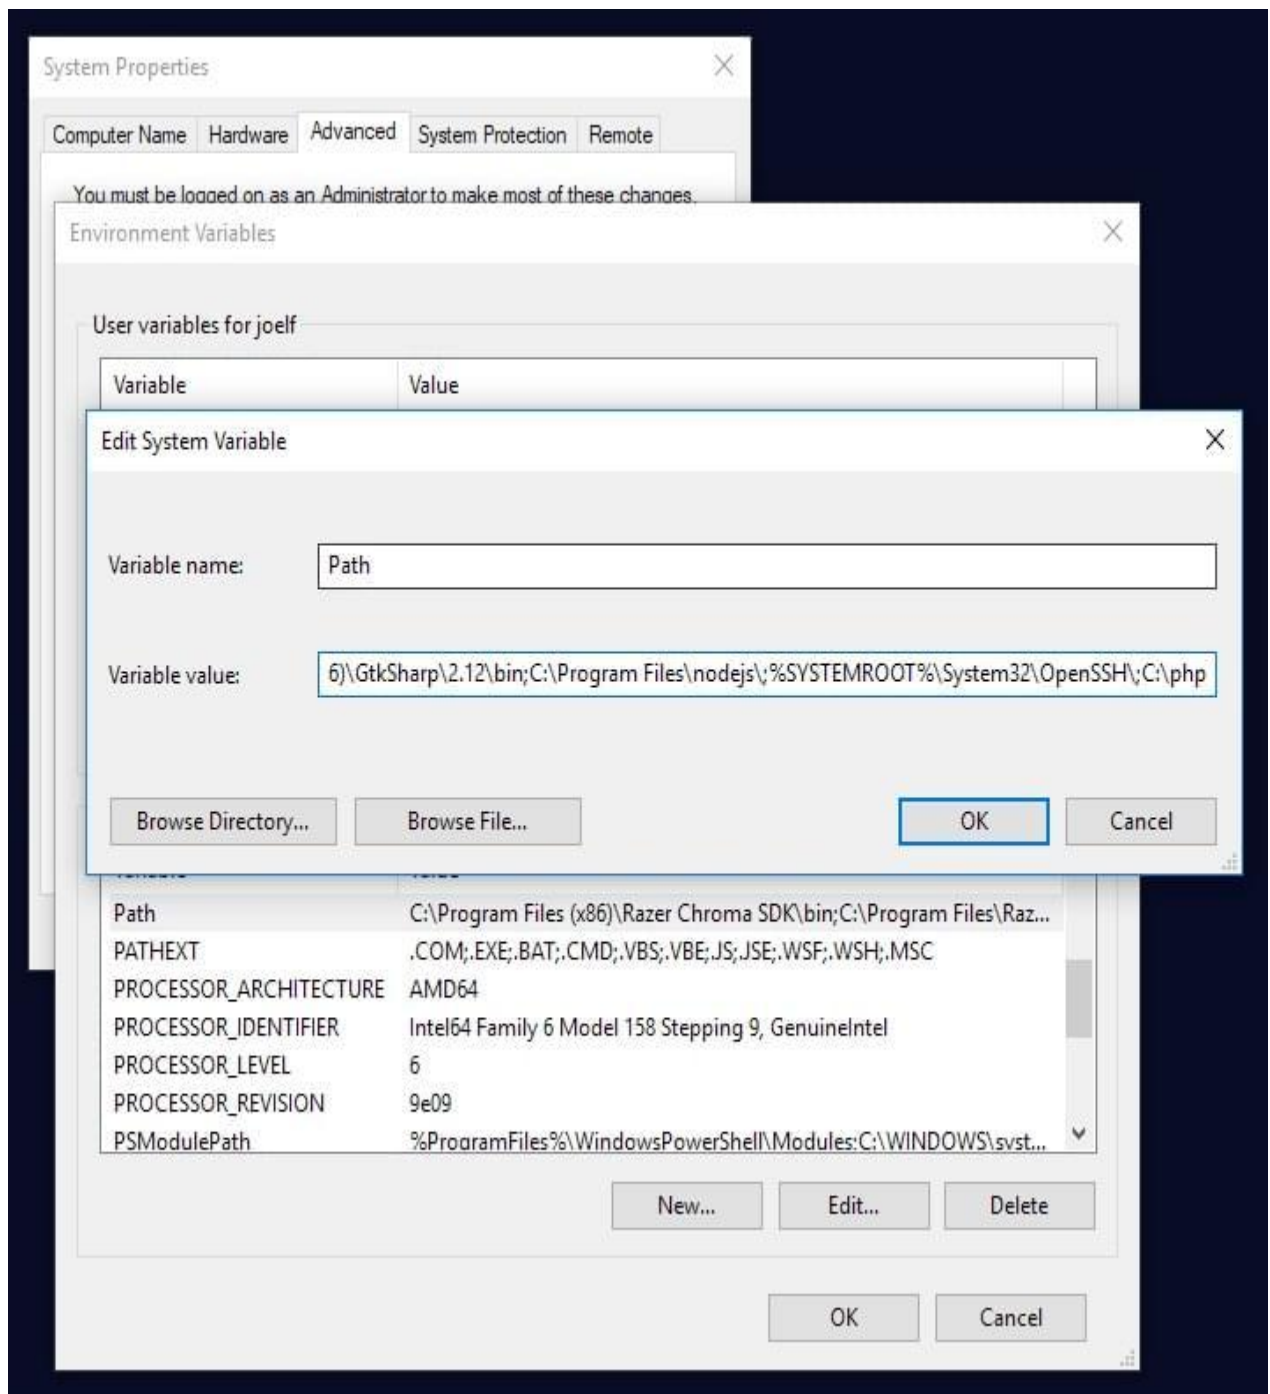 System Properties
Computer Name Hardware Advanced System Protection Remote
You must be logged on as an Administrator to make most of these changes.
Environment Variables
User variables for joelf
Variable Value
Edit System Variable
Variable name: Path
Variable value: 6)\GtkSharp\2.12\bin;C:\Program Files\nodejs\;%SYSTEMROOT%\System32\OpenSSH\;C:\php
Browse Directory... Browse File... OK Cancel
Path C:\Program Files (x86)\Razer Chroma SDK\bin;C:\Program Files\Raz...
PATHEXT .COM;.EXE;.BAT;.CMD;.VBS;.VBE;.JS;.JSE;.WSF;.WSH;.MSC
PROCESSOR_ARCHITECTURE AMD64
PROCESSOR_IDENTIFIER Intel64 Family 6 Model 158 Stepping 9, GenuineIntel
PROCESSOR_LEVEL 6
PROCESSOR_REVISION 9e09
PSModulePath %ProgramFiles%\WindowsPowerShell\Modules;C:\WINDOWS\syst...
New... Edit... Delete
OK Cancel